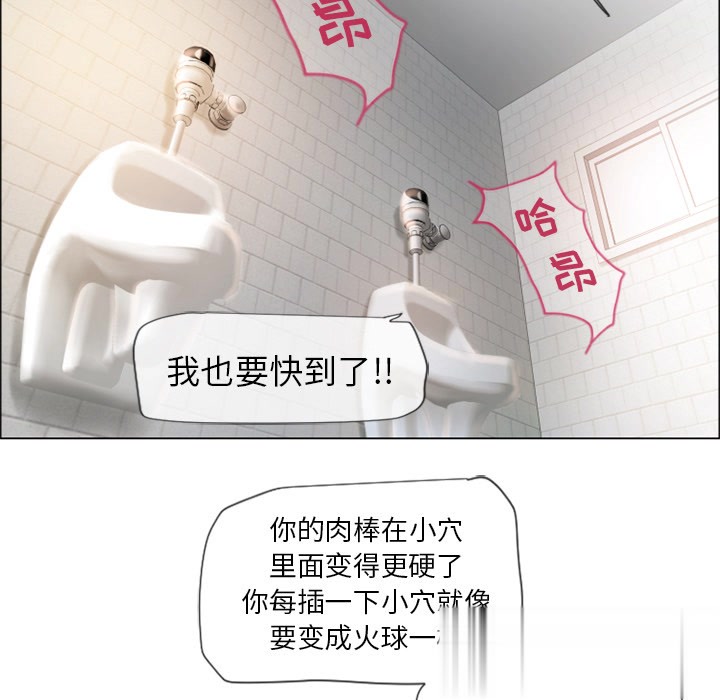 昂
哈
昂
我也要快到了!!
你的肉棒在小穴
里面变得更硬了
你每插一下小穴就像
要变成火球一